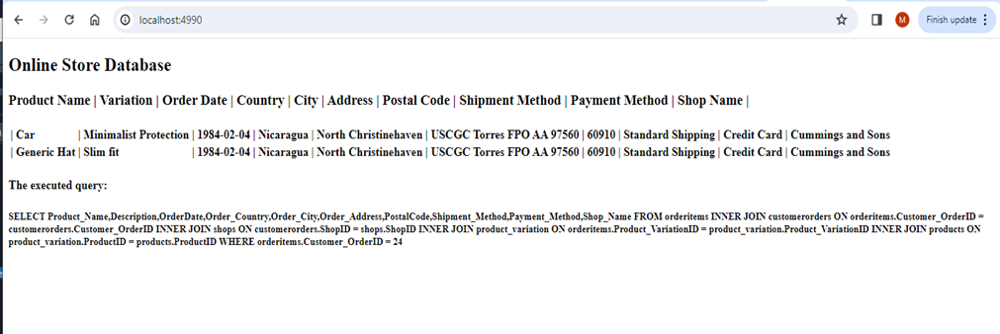 localhost:4990
M
Finish update
Online Store Database
Product Name | Variation | Order Date | Country | City | Address | Postal Code | Shipment Method | Payment Method | Shop Name |
| Car | Minimalist Protection | 1984-02-04 | Nicaragua | North Christinehaven | USCGC Torres FPO AA 97560 | 60910 | Standard Shipping | Credit Card | Cummings and Sons
| Generic Hat | Slim fit | 1984-02-04 | Nicaragua | North Christinehaven | USCGC Torres FPO AA 97560 | 60910 | Standard Shipping | Credit Card | Cummings and Sons
The executed query:
SELECT Product_Name,Description,OrderDate,Order_Country,Order_City,Order_Address,PostalCode,Shipment_Method,Payment_Method,Shop_Name FROM orderitems INNER JOIN customerorders ON orderitems.Customer_OrderID =
customerorders.Customer_OrderID INNER JOIN shops ON customerorders.ShopID = shops.ShopID INNER JOIN product_variation ON orderitems.Product_VariationID = product_variation.Product_VariationID INNER JOIN products ON
product_variation.ProductID = products.ProductID WHERE orderitems.Customer_OrderID = 24